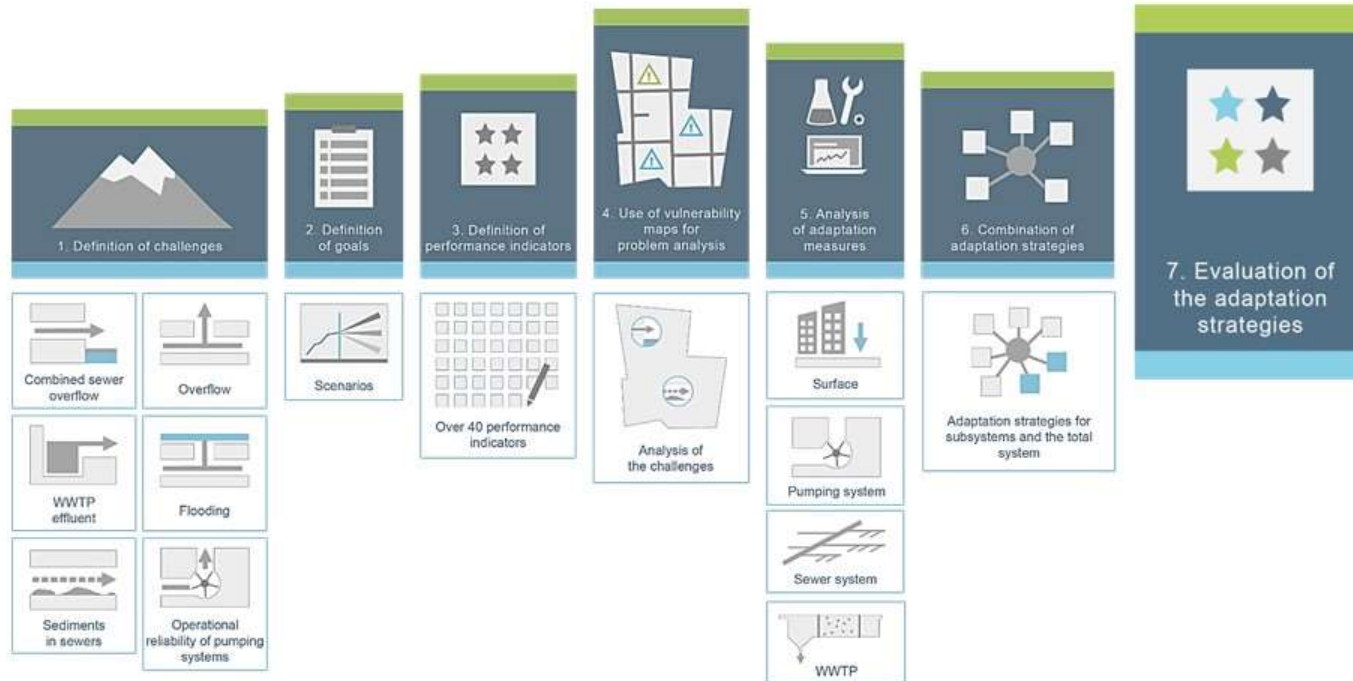 1. Definition of challenges
2. Definition
of goals
3. Definition of
performance indicators
4. Use of vulnerability
maps for
problem analysis
5. Analysis
of adaptation
measures
6. Combination of
adaptation strategies
7. Evaluation of
the adaptation
strategies
Combined sewer
overflow
Overflow
WWTP
effluent
Flooding
Sediments
in sewers
Operational
reliability of pumping
systems
Scenarios
Over 40 performance
indicators
Analysis of
the challenges
Surface
Pumping system
Sewer system
WWTP
Adaptation strategies for
subsystems and the total
system